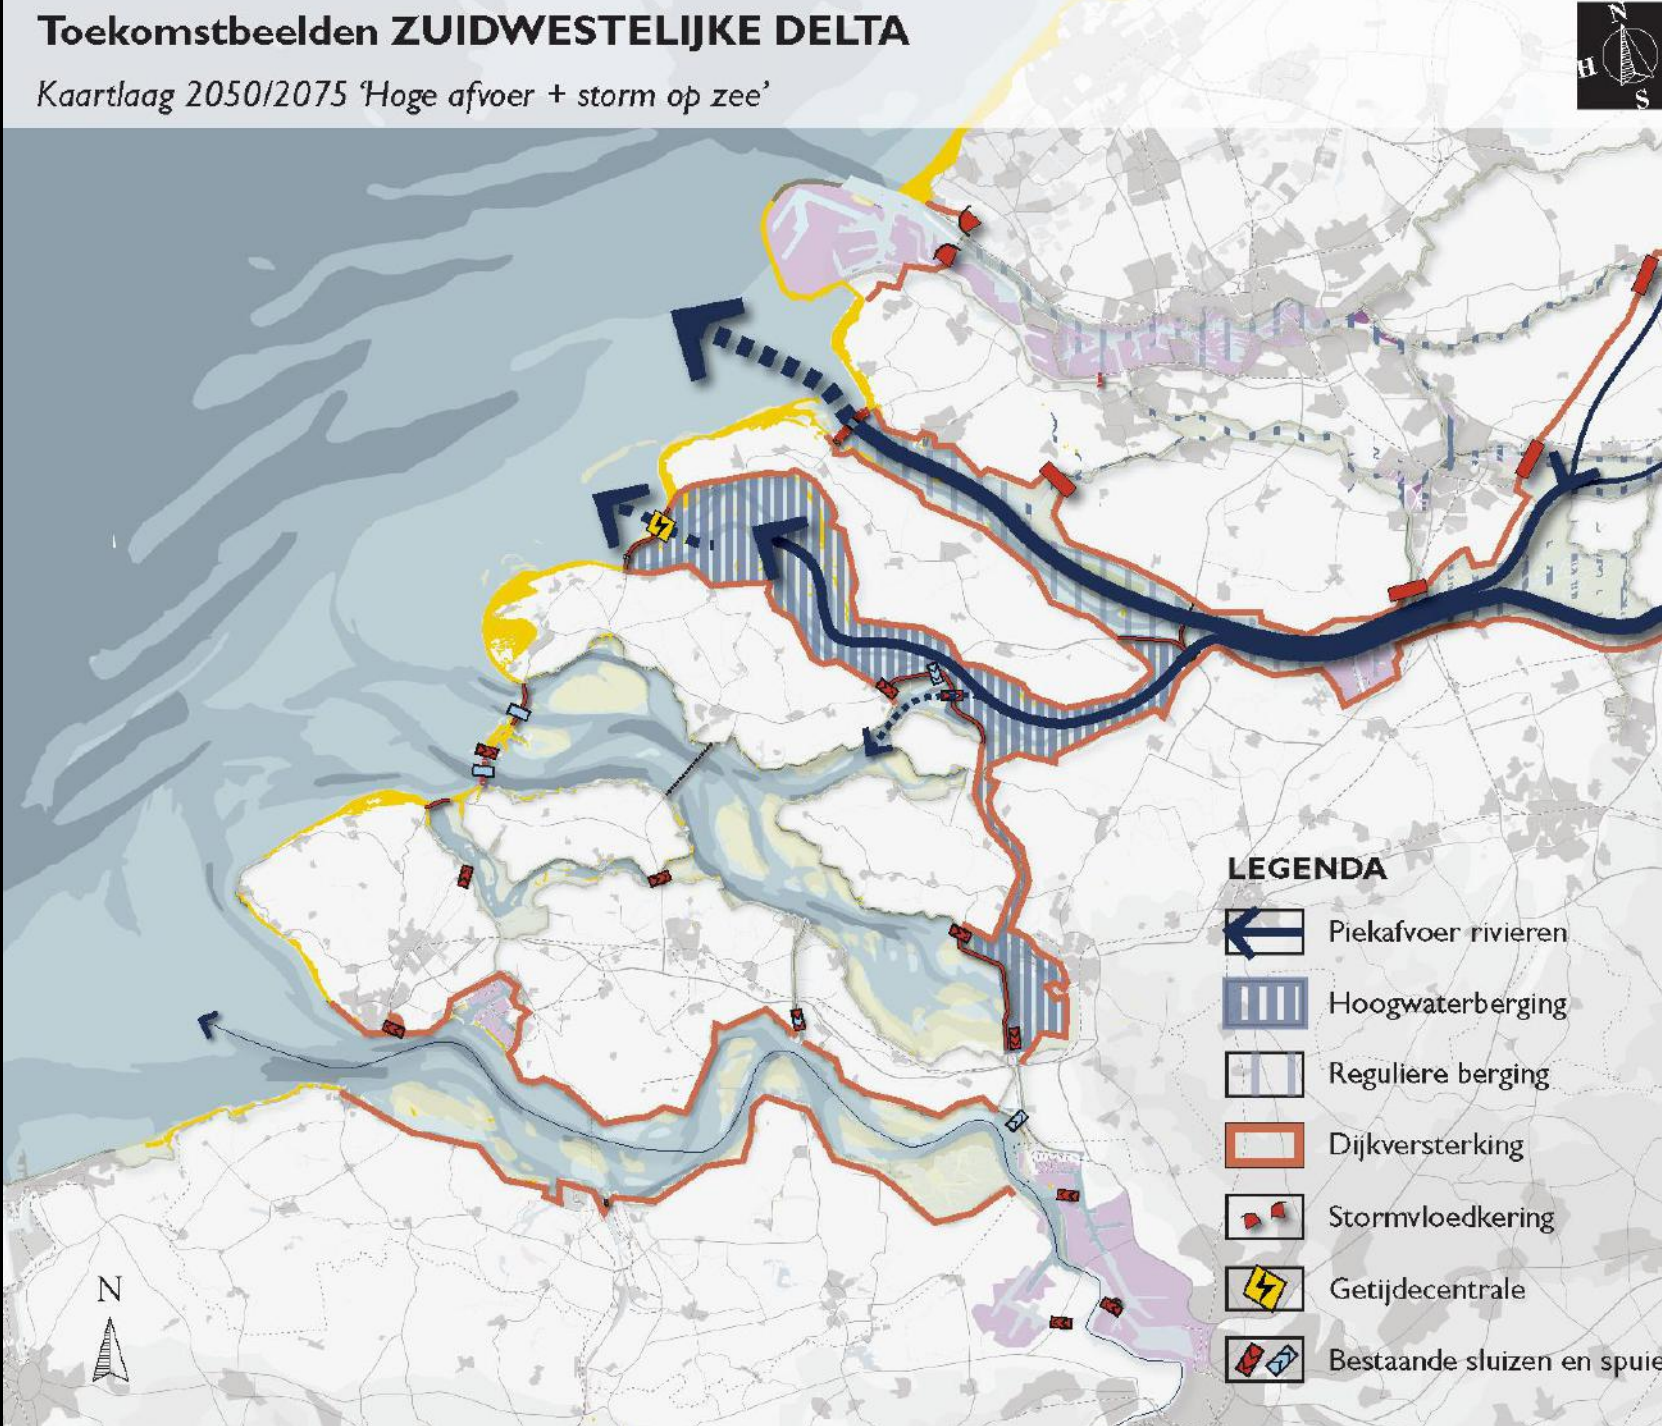 Toekomstbeelden ZUIDWESTELIJKE DELTA
Kaartlaag 2050/2075 ‘Hoge afvoer + storm op zee’
N
H
S
LEGENDA
Piekafvoer rivieren
Hoogwaterberging
Reguliere berging
Dijkversterking
Stormvloedkering
Getijdecentrale
Bestaande sluizen en spuie
N